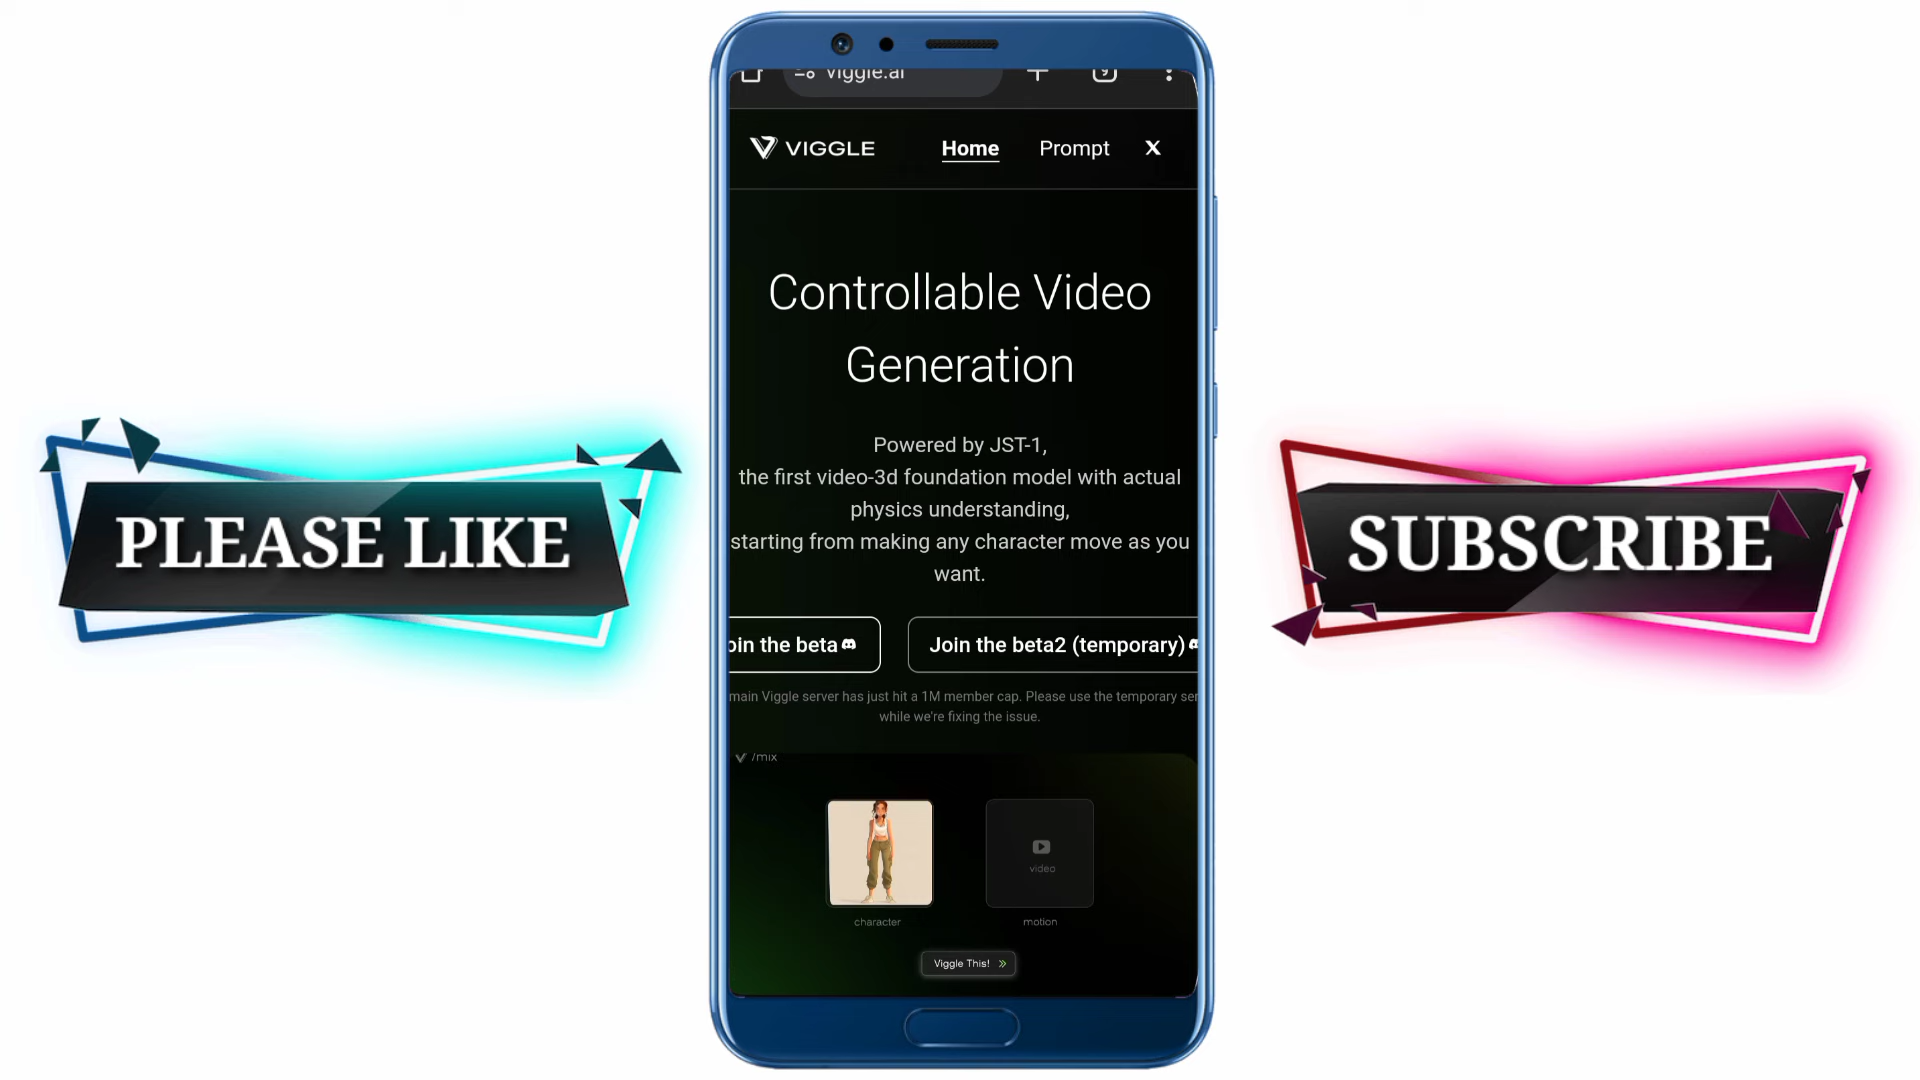 viggle.ai
9
VIGGLE
Home
Prompt
X
Controllable Video
Generation
Powered by JST-1,
the first video-3d foundation model with actual
physics understanding,
starting from making any character move as you
want.
oin the beta
Join the beta2 (temporary)
main Viggle server has just hit a 1M member cap. Please use the temporary ser
while we're fixing the issue.
/mix
video
character
motion
Viggle This!
PLEASE LIKE
SUBSCRIBE